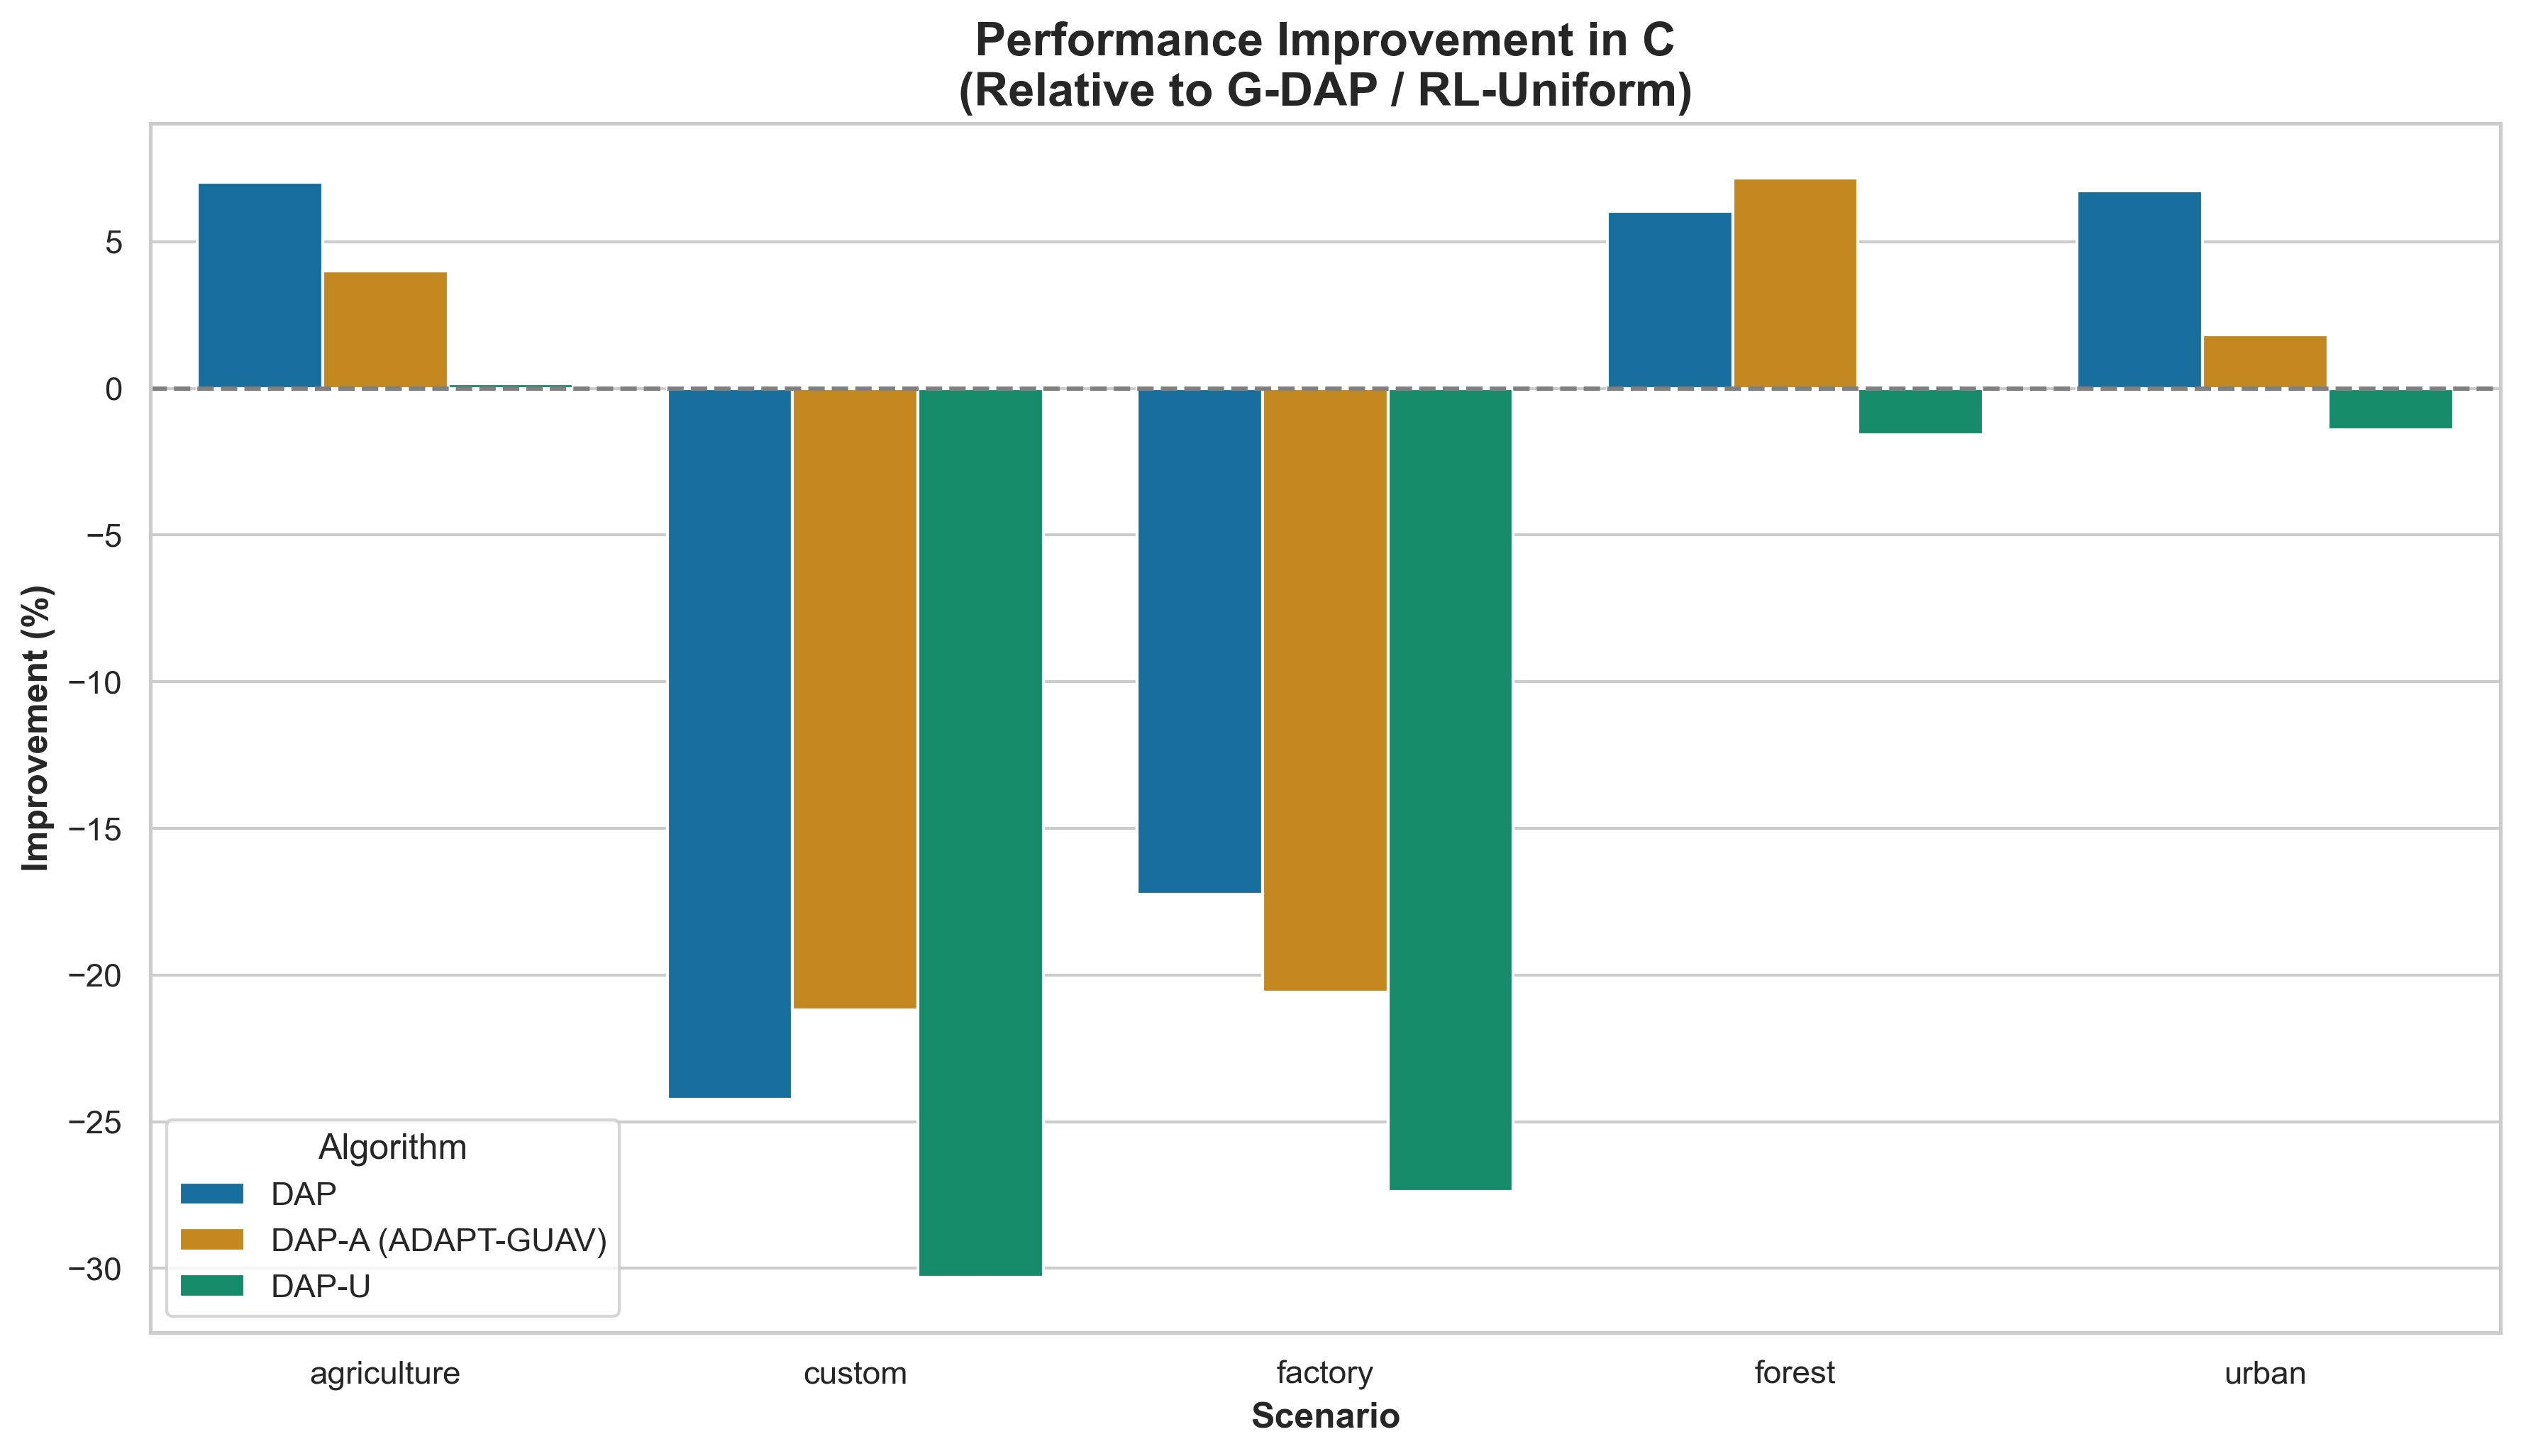 Performance Improvement in C
(Relative to G-DAP / RL-Uniform)
Improvement (%)
5
0
−5
−10
−15
−20
−25
−30
Algorithm
DAP
DAP-A (ADAPT-GUAV)
DAP-U
agriculture
custom
factory
forest
urban
Scenario